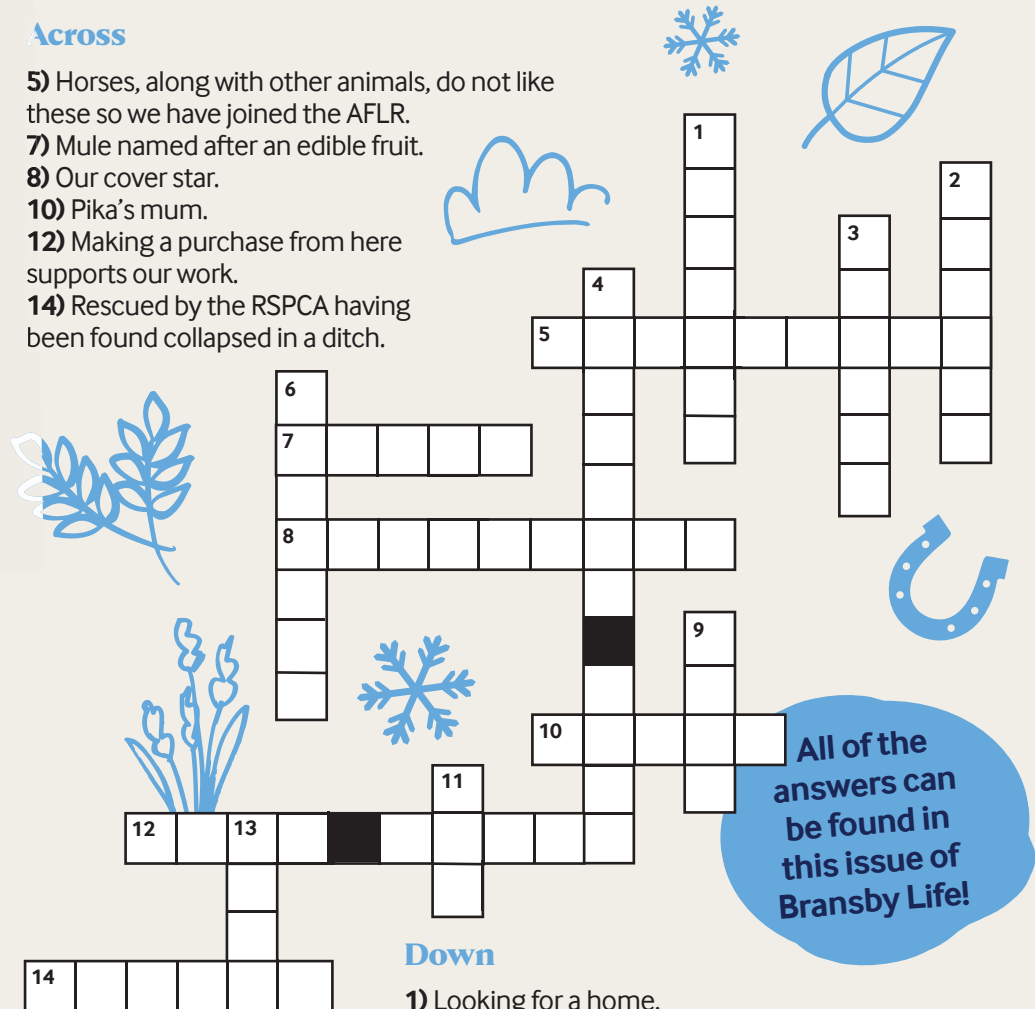 Across
5) Horses, along with other animals, do not like
these so we have joined the AFLR.
7) Mule named after an edible fruit.
8) Our cover star.
10) Pika’s mum.
12) Making a purchase from here
supports our work.
14) Rescued by the RSPCA having
been found collapsed in a ditch.
1
2
3
4
5
6
7
8
9
10
11
12 13
14
All of the
answers can
be found in
this issue of
Bransby Life!
Down
1) Looking for a home.